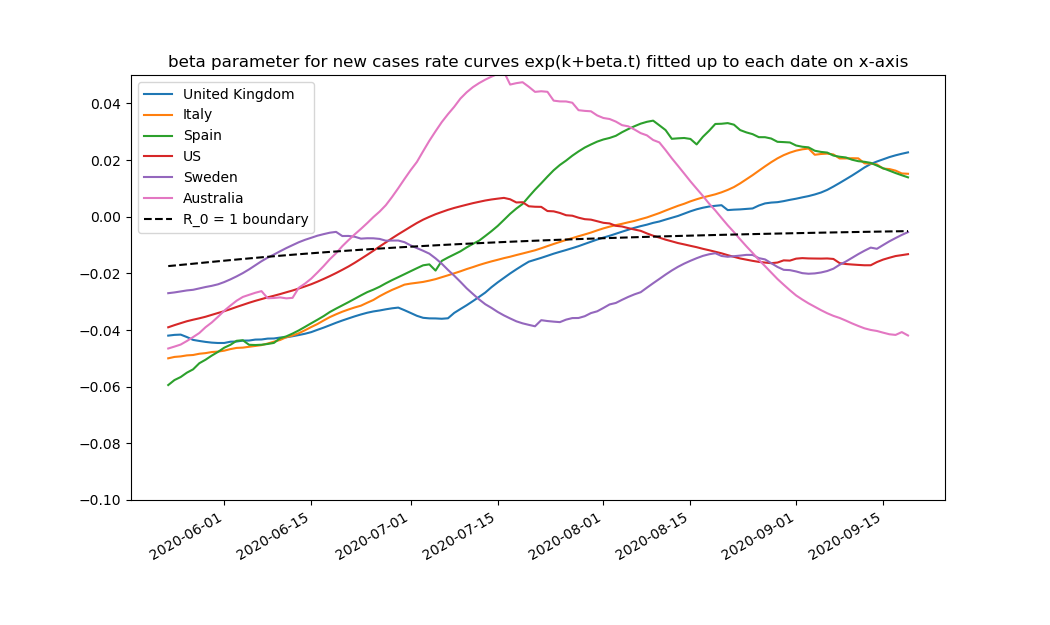 beta parameter for new cases rate curves exp(k+beta.t) fitted up to each date on x-axis
United Kingdom
Italy
Spain
US
Sweden
Australia
R_0 = 1 boundary
0.04
0.02
0.00
−0.02
−0.04
−0.06
−0.08
−0.10
2020-06-01
2020-06-15
2020-07-01
2020-07-15
2020-08-01
2020-08-15
2020-09-01
2020-09-15